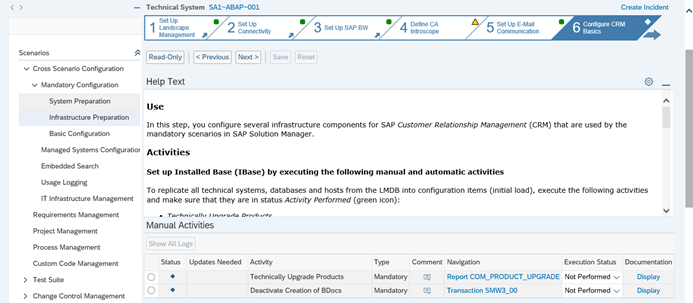 Technical System SA1~ABAP~001
Create Incident
1 Set Up Landscape Management
2 Set Up Connectivity
3 Set Up SAP BW
4 Define CA Introscope
5 Set Up E-Mail Communication
6 Configure CRM Basics
Read-Only < Previous Next > Save Reset
Scenarios
Cross Scenario Configuration
Mandatory Configuration
System Preparation
Infrastructure Preparation
Basic Configuration
Managed Systems Configuration
Embedded Search
Usage Logging
IT Infrastructure Management
Requirements Management
Project Management
Process Management
Custom Code Management
Test Suite
Change Control Management
Help Text
Use
In this step, you configure several infrastructure components for SAP Customer Relationship Management (CRM) that are used by the
mandatory scenarios in SAP Solution Manager.
Activities
Set up Installed Base (IBase) by executing the following manual and automatic activities
To replicate all technical systems, databases and hosts from the LMDB into configuration items (initial load), execute the following activities
and make sure that they are in status Activity Performed (green icon):
• Technically Upgrade Products
Manual Activities
Show All Logs
Status Updates Needed Activity Type Comment Navigation Execution Status Documentation
Technically Upgrade Products Mandatory Report COM_PRODUCT_UPGRADE Not Performed Display
Deactivate Creation of BDocs Mandatory Transaction SMW3_00 Not Performed Display